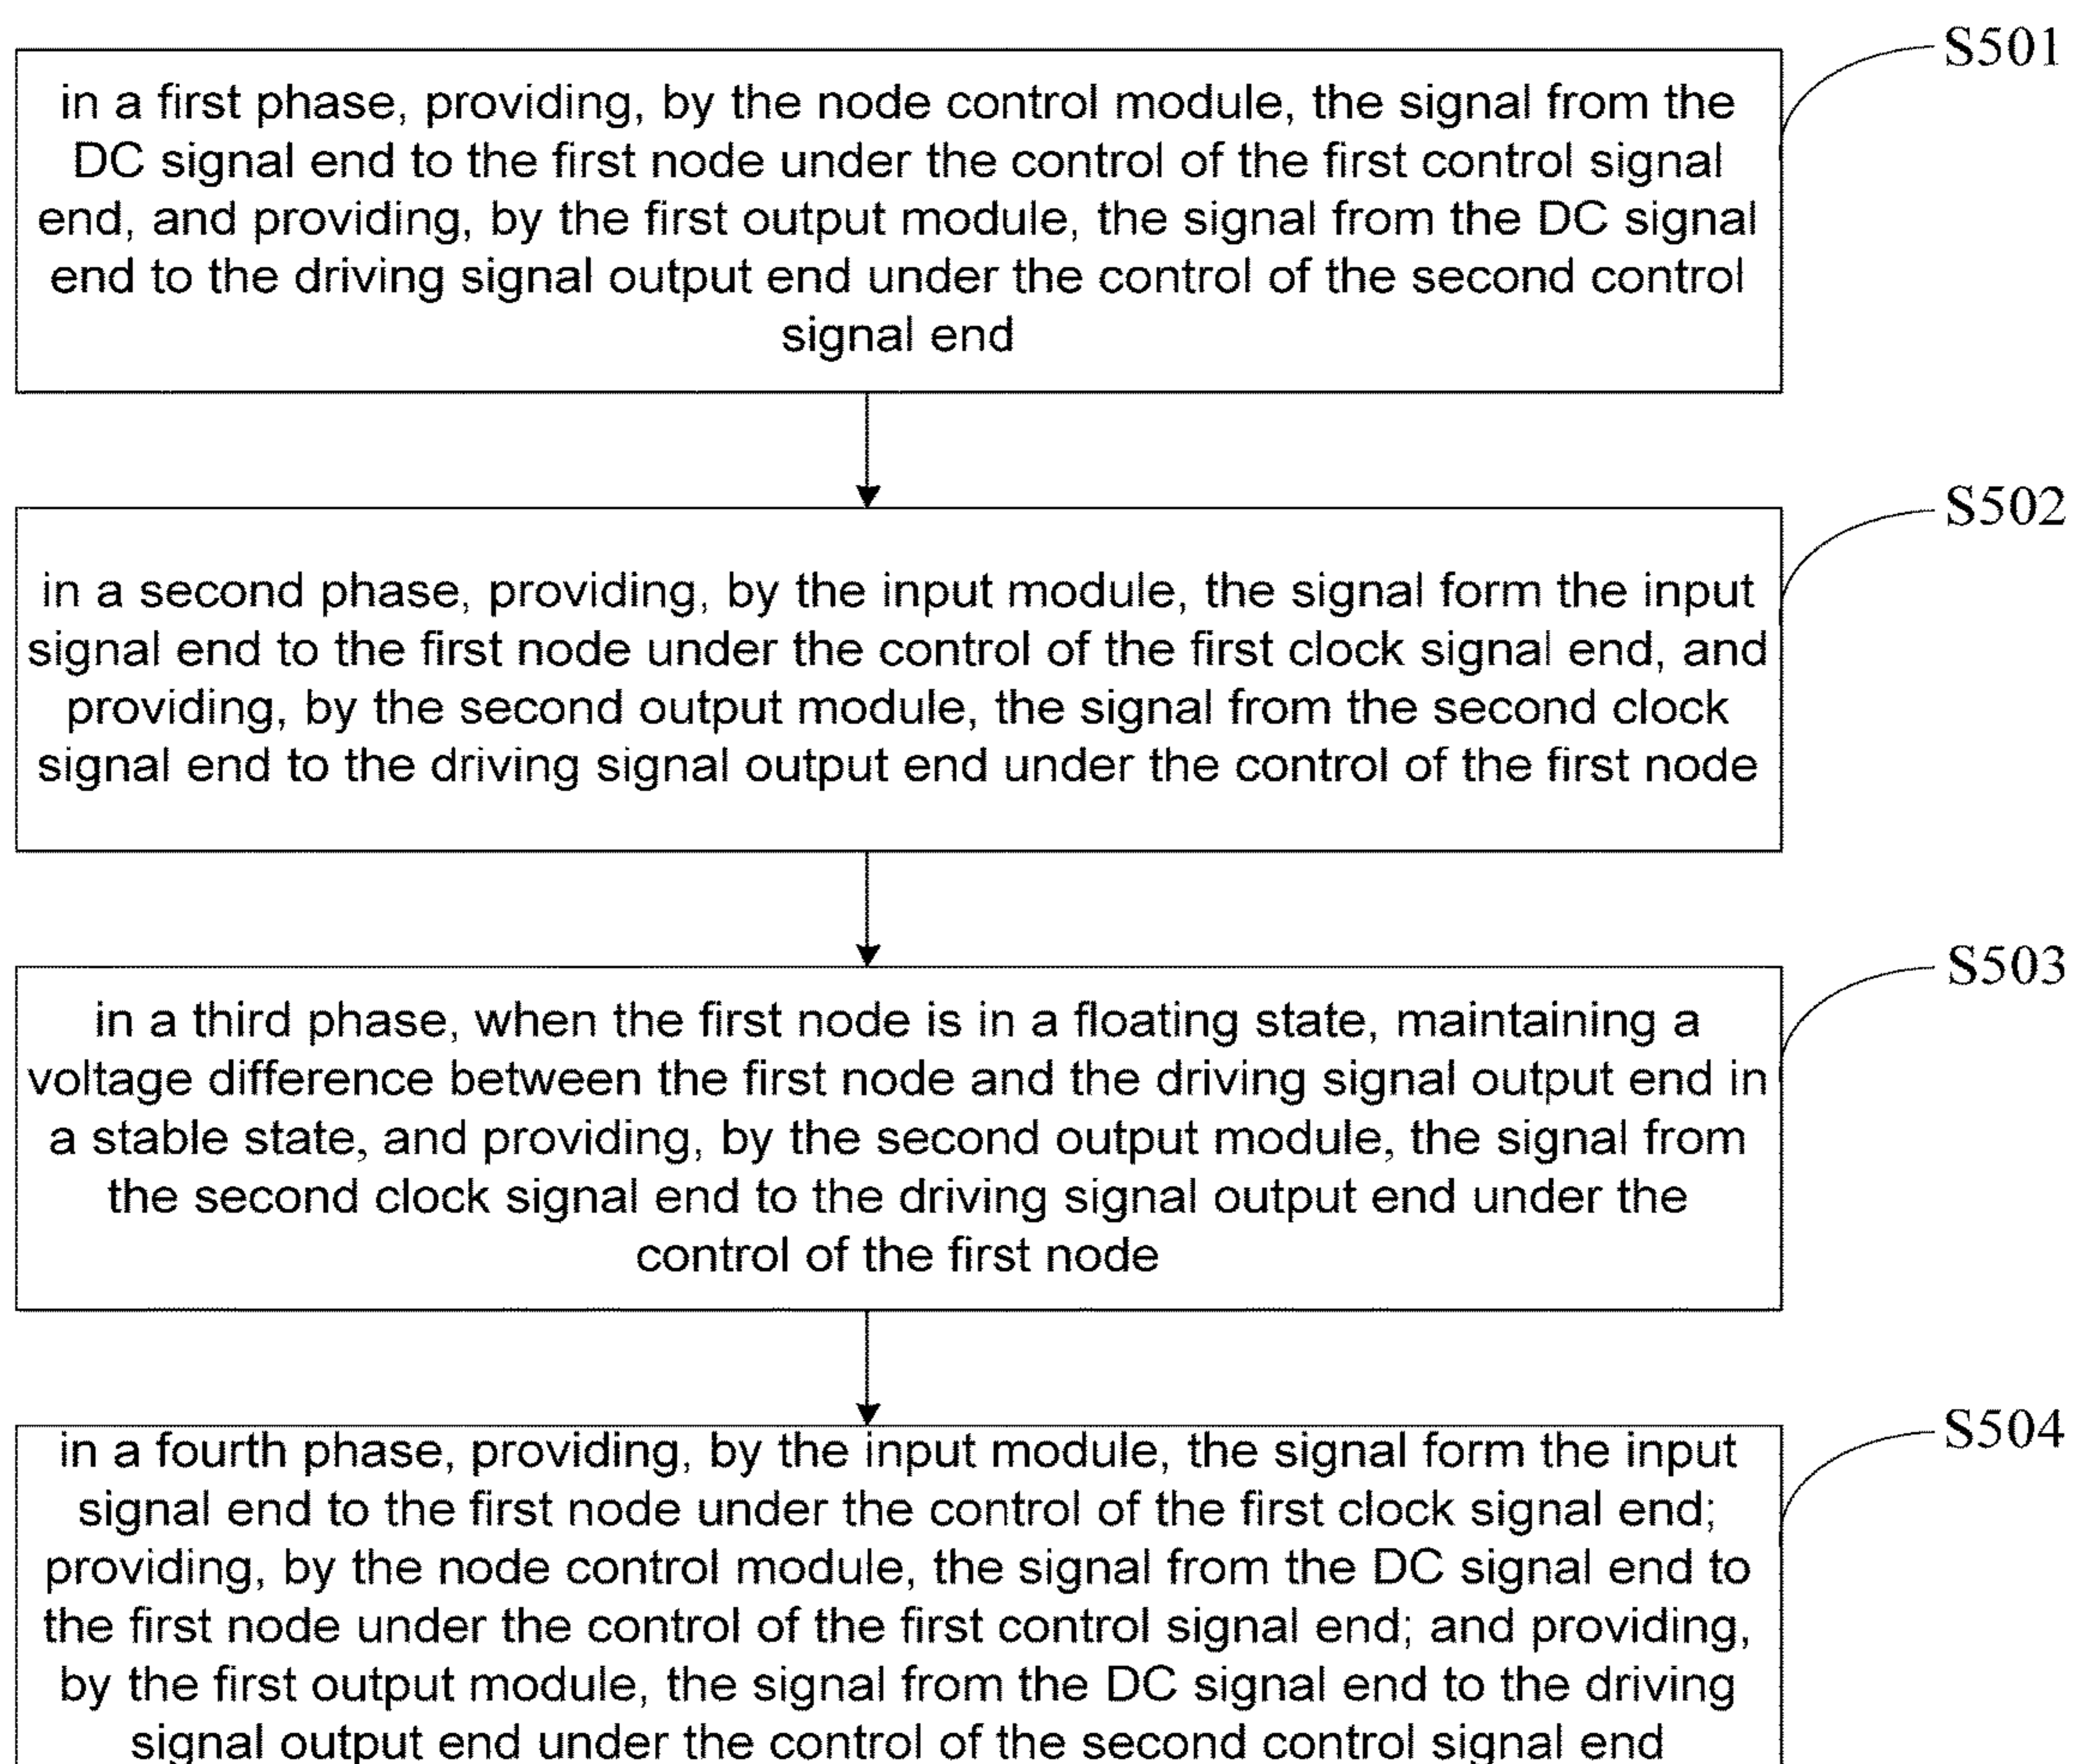 S501
in a first phase, providing, by the node control module, the signal from the
DC signal end to the first node under the control of the first control signal
end, and providing, by the first output module, the signal from the DC signal
end to the driving signal output end under the control of the second control
signal end
S502
in a second phase, providing, by the input module, the signal form the input
signal end to the first node under the control of the first clock signal end, and
providing, by the second output module, the signal from the second clock
signal end to the driving signal output end under the control of the first node
S503
in a third phase, when the first node is in a floating state, maintaining a
voltage difference between the first node and the driving signal output end in
a stable state, and providing, by the second output module, the signal from
the second clock signal end to the driving signal output end under the
control of the first node
S504
in a fourth phase, providing, by the input module, the signal form the input
signal end to the first node under the control of the first clock signal end;
providing, by the node control module, the signal from the DC signal end to
the first node under the control of the first control signal end; and providing,
by the first output module, the signal from the DC signal end to the driving
signal output end under the control of the second control signal end